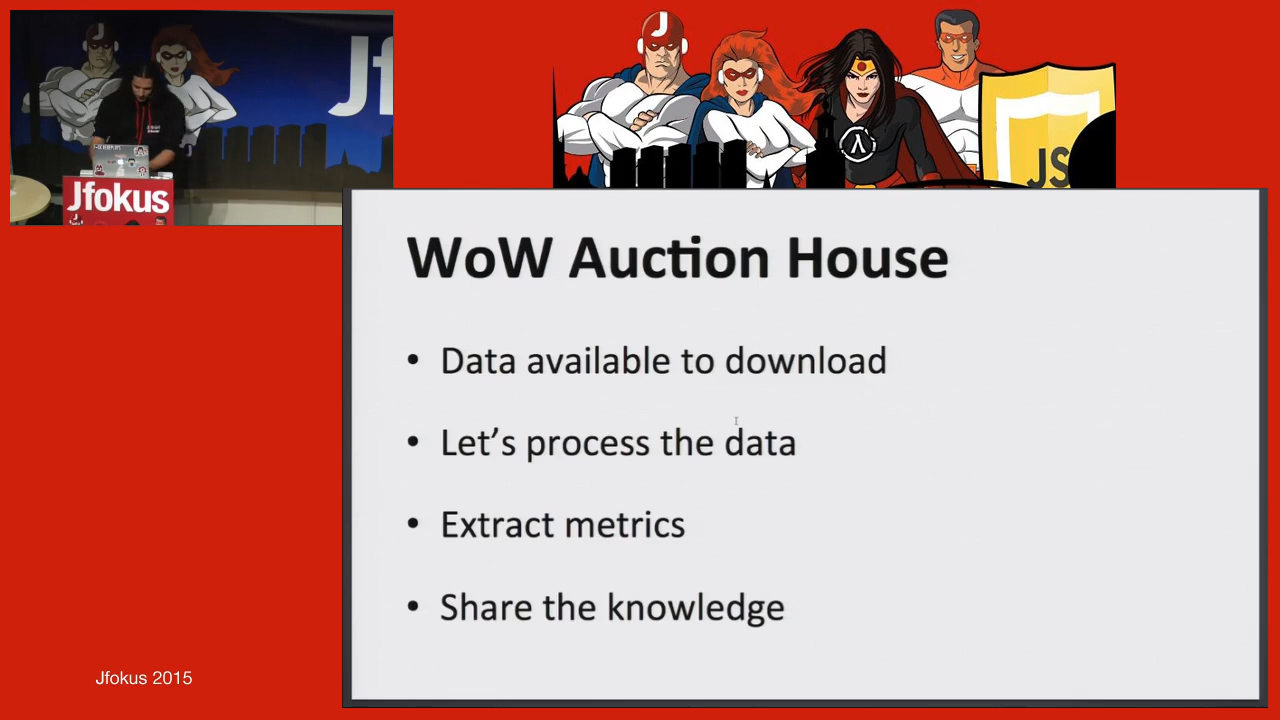 J
Jf
Jfokus
JS
WoW Auction House
• Data available to download
• Let's process the data
• Extract metrics
• Share the knowledge
Jfokus 2015